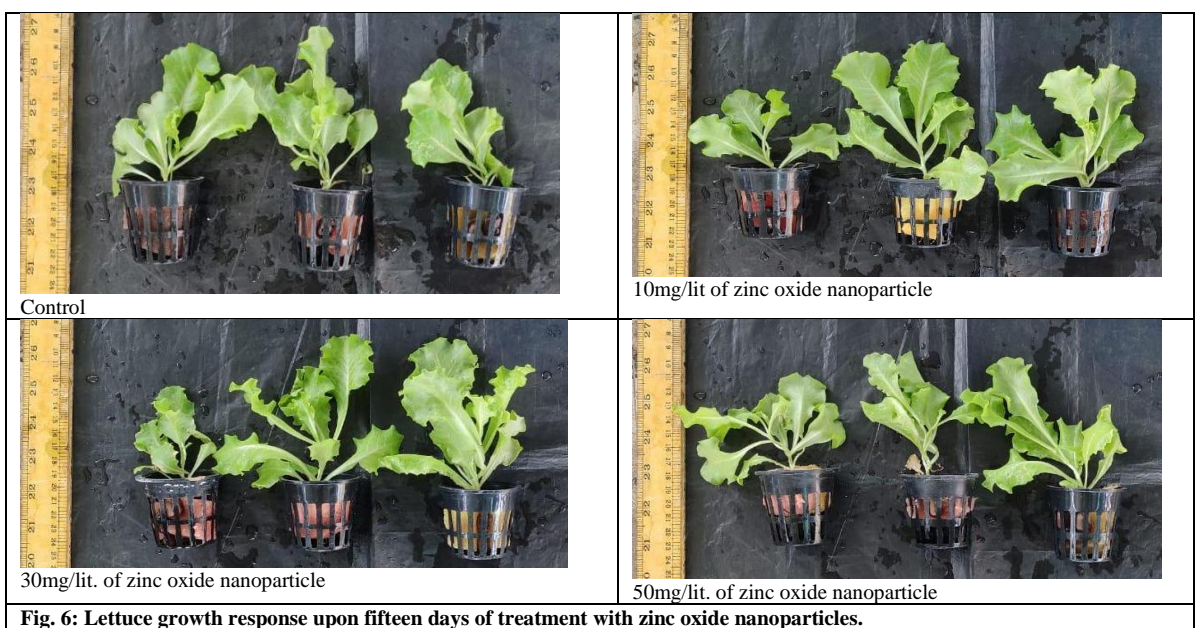 Control
10mg/lit of zinc oxide nanoparticle
30mg/lit. of zinc oxide nanoparticle
50mg/lit. of zinc oxide nanoparticle
Fig. 6: Lettuce growth response upon fifteen days of treatment with zinc oxide nanoparticles.